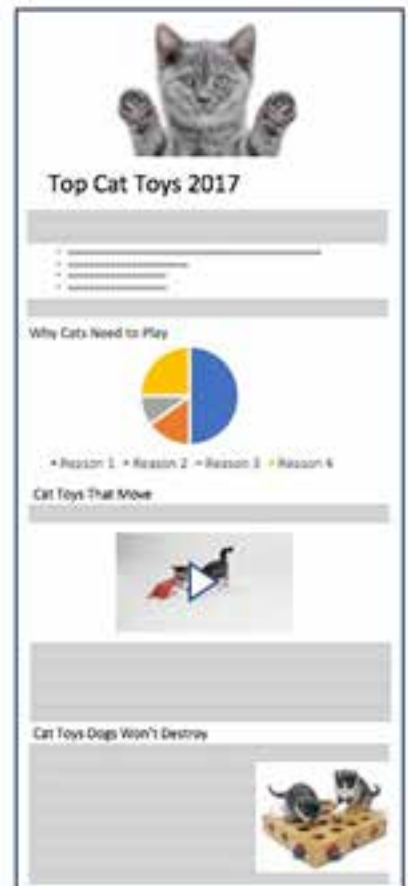 Top Cat Toys 2017
Why Cats Need to Play
Reason 1 Reason 2 Reason 3 Reason 4
Cat Toys That Move
Cat Toys Dogs Won't Destroy